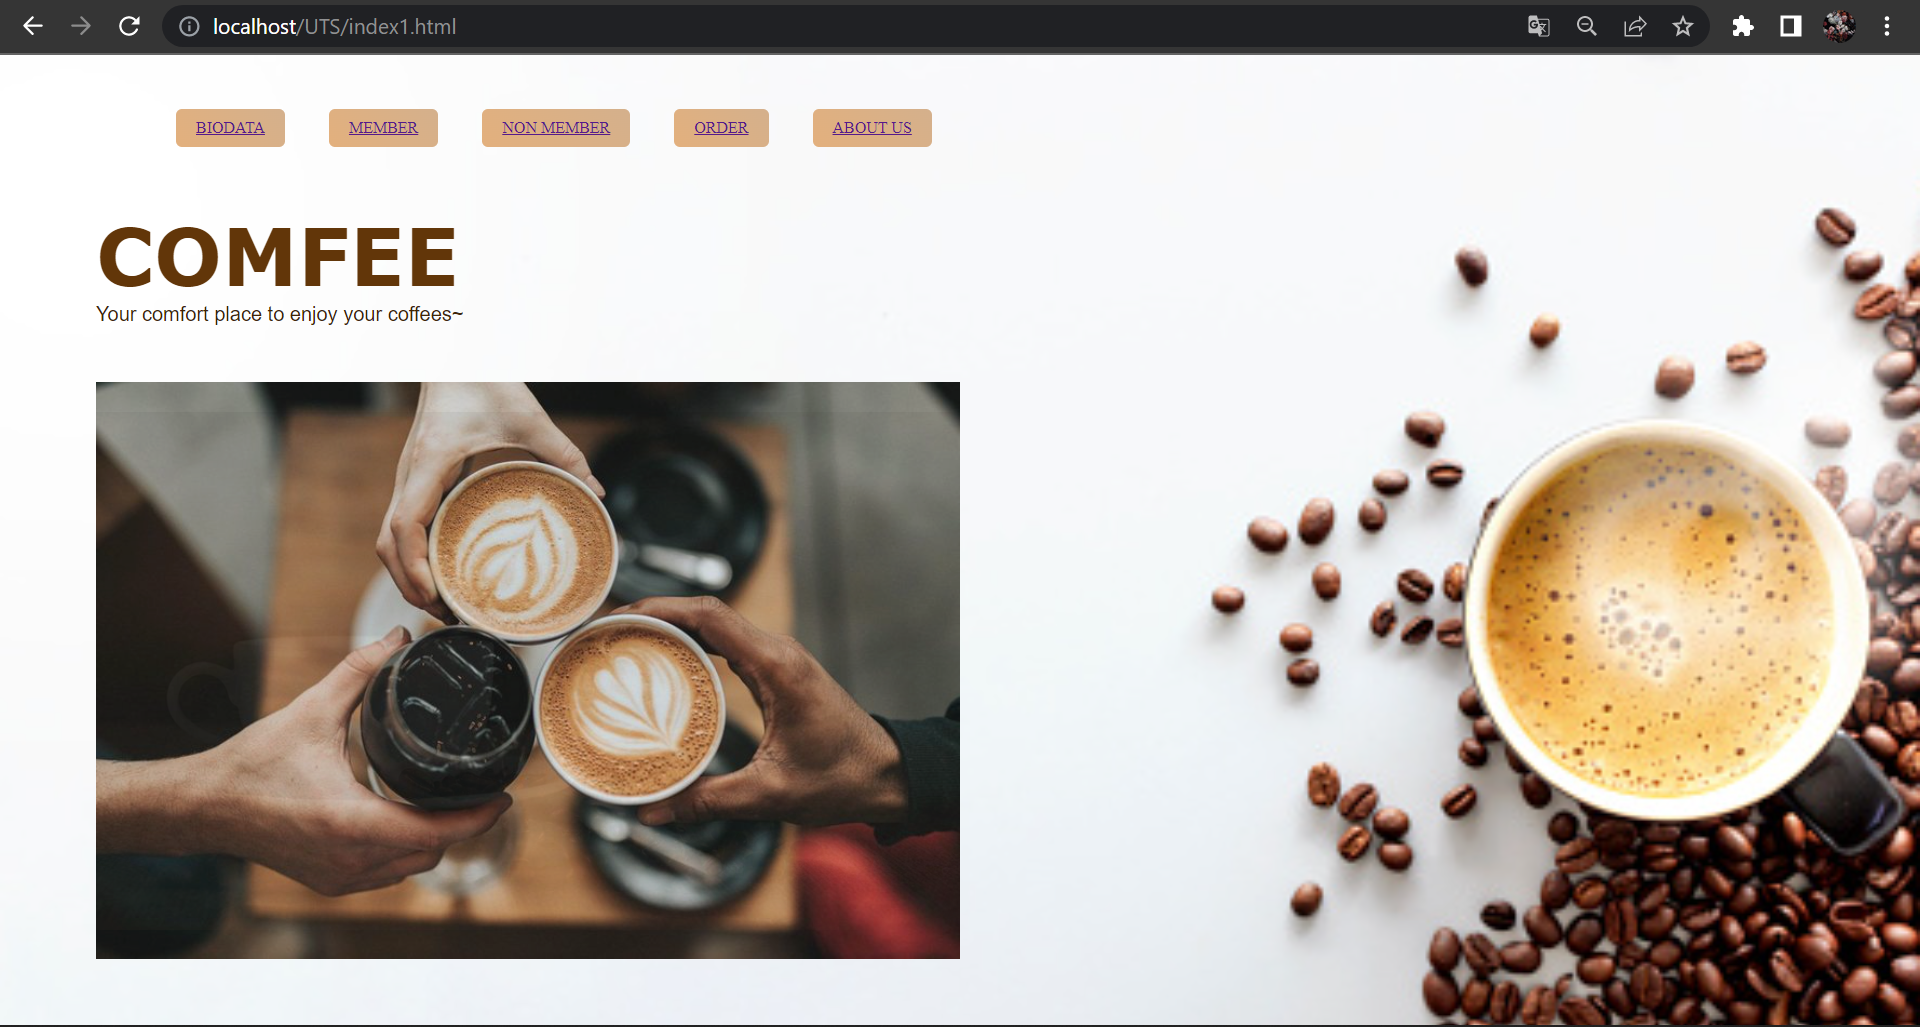 localhost/UTS/index1.html
BIODATA MEMBER NON MEMBER ORDER ABOUT US
COMFEE
Your comfort place to enjoy your coffees~